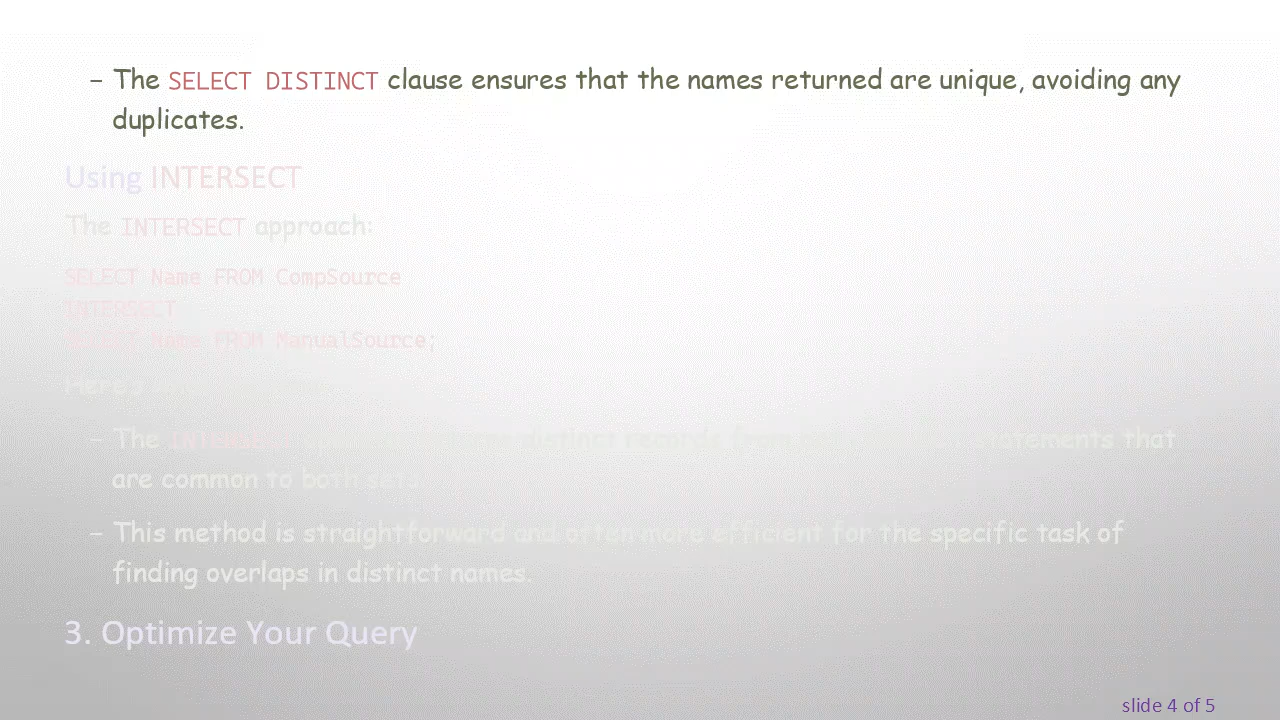 – The SELECT DISTINCT clause ensures that the names returned are unique, avoiding any
duplicates.
Using INTERSECT
The INTERSECT approach:
SELECT Name FROM CompSource
INTERSECT
SELECT Name FROM ManualSource;
Here's
– The INTERSECT distinct records from statements that
are common to both sets.
– This method is straightforward and often more efficient for the specific task of
finding overlaps in distinct names.
3. Optimize Your Query
slide 4 of 5